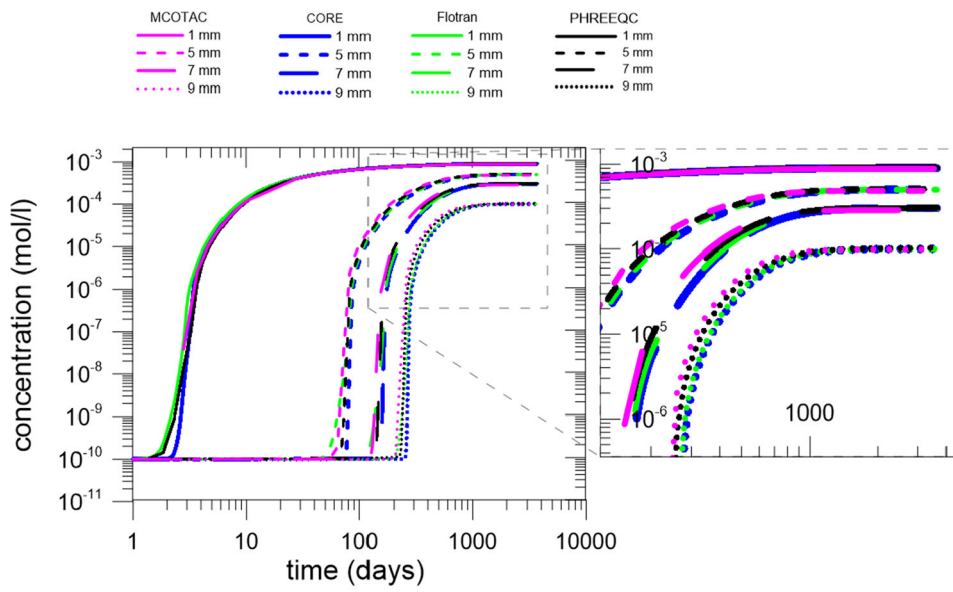 MCOTAC CORE Flotran PHREEQC
1 mm 1 mm 1 mm 1 mm
5 mm 5 mm 5 mm 5 mm
7 mm 7 mm 7 mm 7 mm
9 mm 9 mm 9 mm 9 mm
concentration (mol/l)
10-3
10-4
10-5
10-6
10-7
10-8
10-9
10-10
10-11
1 10 100 1000 10000
time (days)
10-3
10-5
10-6
1000